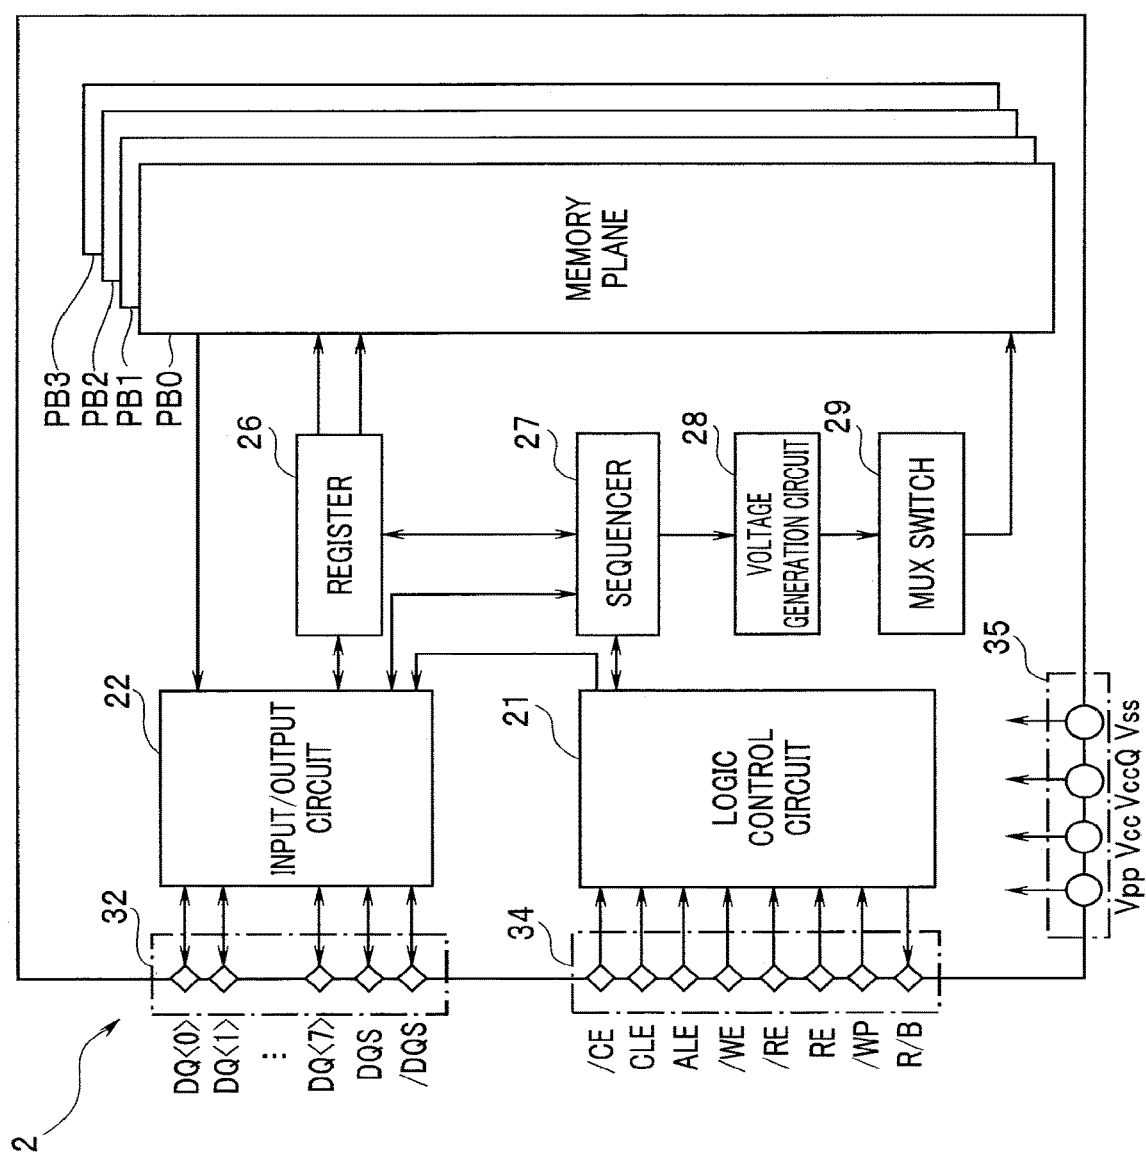 2
32
DQ<0>
DQ<1>
⋮
DQ<7>
DQS
/DQS
34
/CE
CLE
ALE
/WE
/RE
RE
/WP
R/B
22
INPUT/OUTPUT
CIRCUIT
21
LOGIC
CONTROL
CIRCUIT
26
REGISTER
27
SEQUENCER
28
VOLTAGE
GENERATION CIRCUIT
29
MUX SWITCH
PB3
PB2
PB1
PB0
MEMORY
PLANE
35
Vpp Vcc VccQ Vss